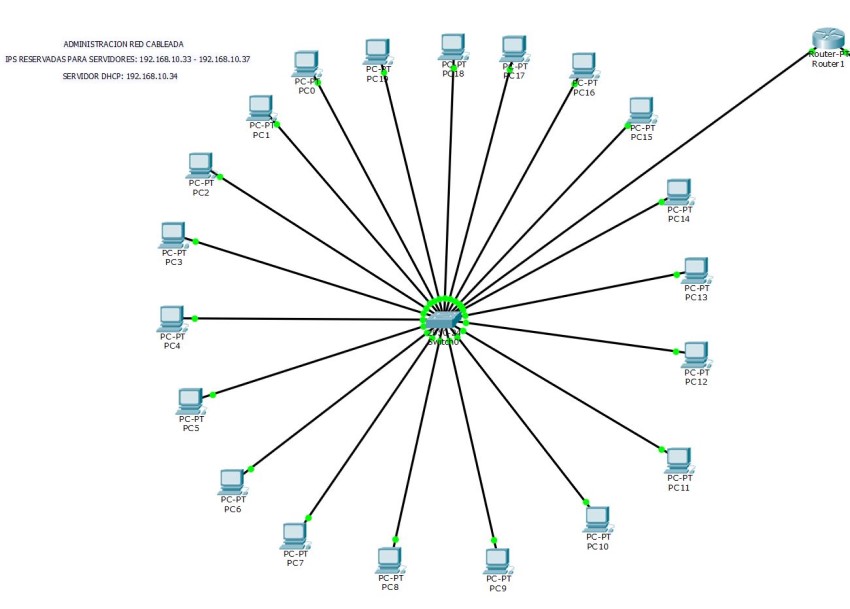 ADMINISTRACION RED CABLEADA
IPS RESERVADAS PARA SERVIDORES: 192.168.10.33 - 192.168.10.37
SERVIDOR DHCP: 192.168.10.34
PC-PT
PC0
PC-PT
PC19
PC-PT
PC18
PC-PT
PC17
PC-PT
PC16
Router1
PC-PT
PC1
PC-PT
PC15
PC-PT
PC2
PC-PT
PC14
PC-PT
PC3
PC-PT
PC13
PC-PT
PC4
Switch0
PC-PT
PC12
PC-PT
PC5
PC-PT
PC11
PC-PT
PC6
PC-PT
PC10
PC-PT
PC7
PC-PT
PC8
PC-PT
PC9